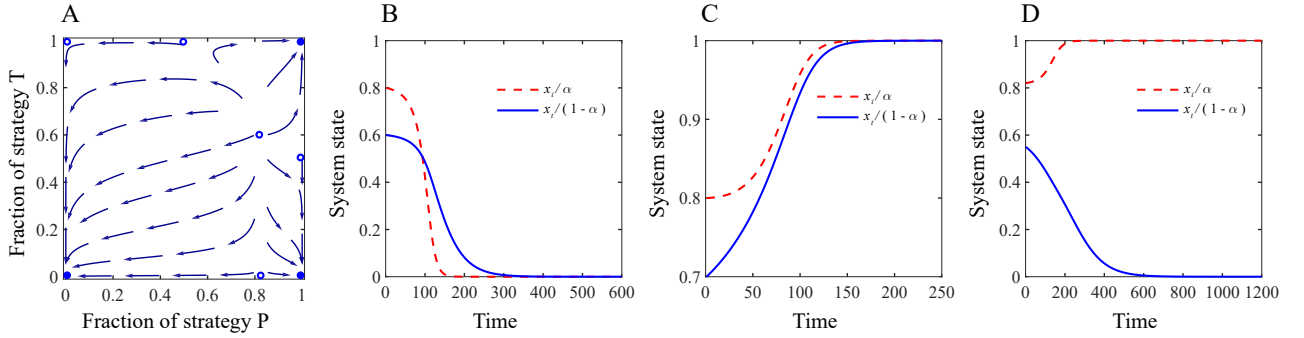 A
B
C
D
Fraction of strategy T
1
0.8
0.6
0.4
0.2
0
0 0.2 0.4 0.6 0.8 1
Fraction of strategy P
System state
1
0.8
0.6
0.4
0.2
0
x_i/α
x_i/(1-α)
0 100 200 300 400 500 600
Time
System state
1
0.9
0.8
0.7
x_i/α
x_i/(1-α)
0 50 100 150 200 250
Time
System state
1
0.8
0.6
0.4
0.2
0
x_i/α
x_i/(1-α)
0 200 400 600 800 1000 1200
Time